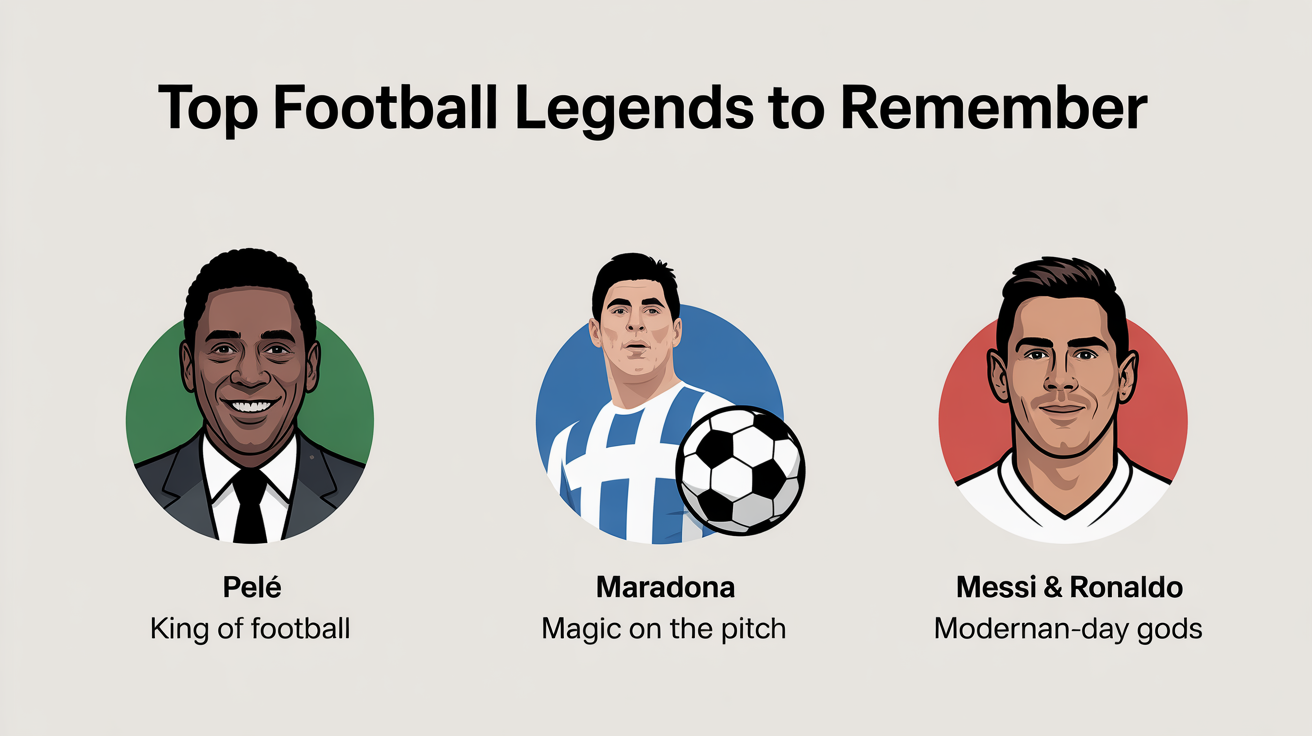 Top Football Legends to Remember
Pelé
King of football
Maradona
Magic on the pitch
Messi & Ronaldo
Modernan-day gods